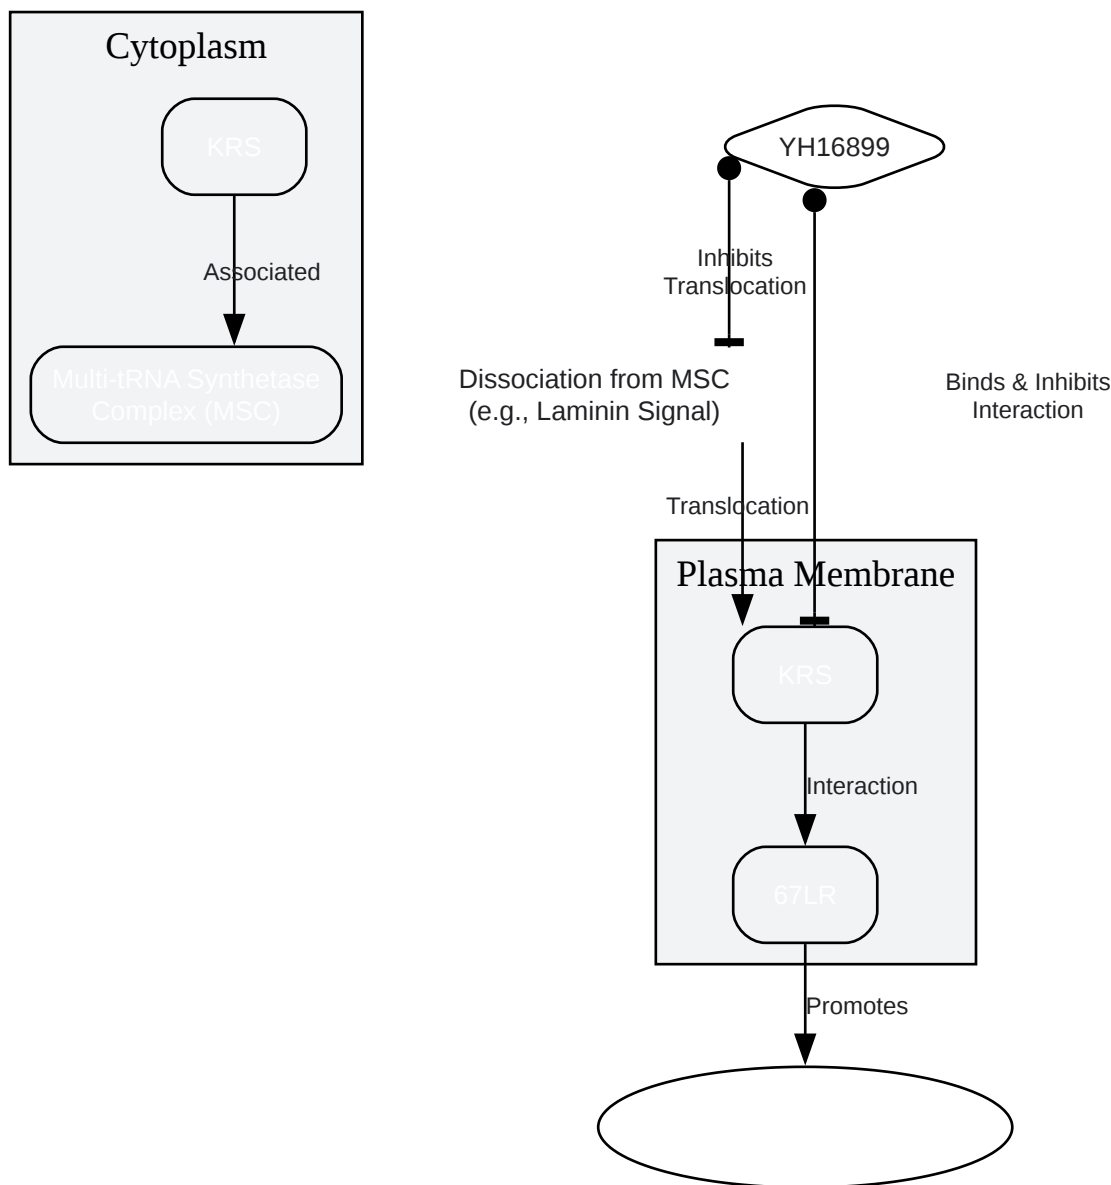 Cytoplasm
KRS
YH16899
Associated
Inhibits
Translocation
Multi-tRNA Synthetase
Complex (MSC)
Dissociation from MSC
(e.g., Laminin Signal)
Binds & Inhibits
Interaction
Translocation
Plasma Membrane
KRS
Interaction
67LR
Promotes